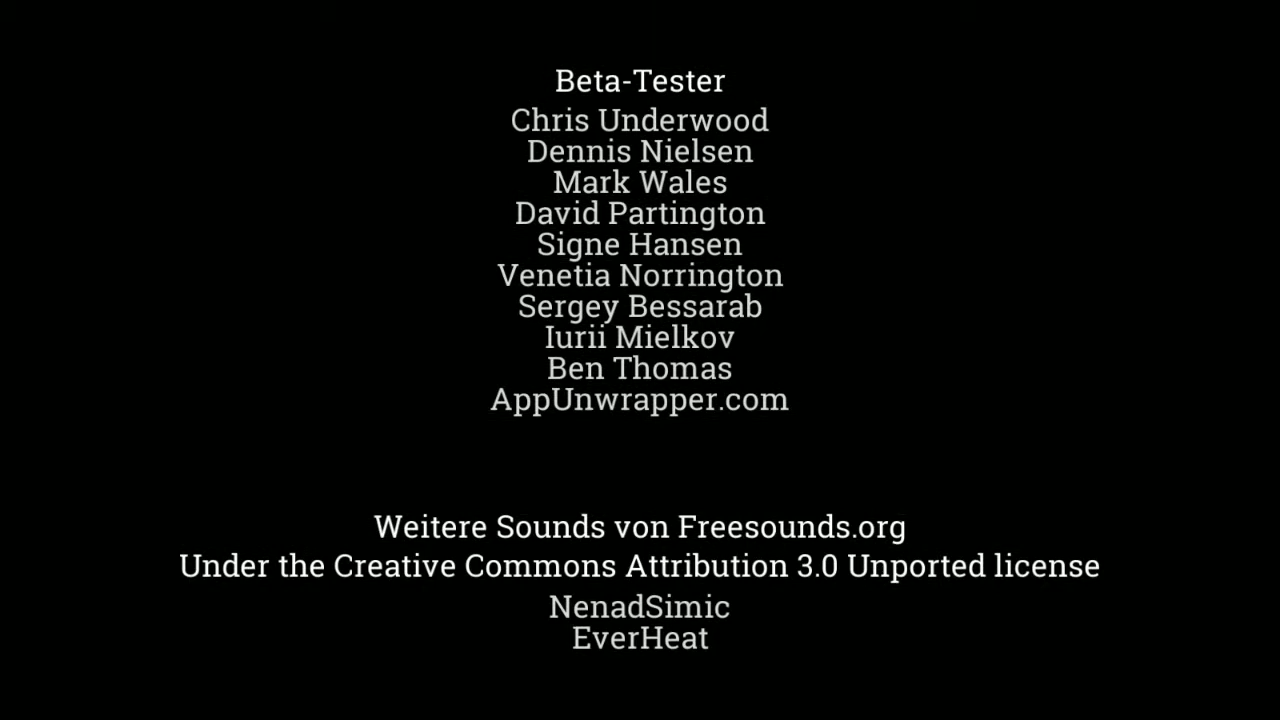 Beta-Tester
Chris Underwood
Dennis Nielsen
Mark Wales
David Partington
Signe Hansen
Venetia Norrington
Sergey Bessarab
Iurii Mielkov
Ben Thomas
AppUnwrapper.com
Weitere Sounds von Freesounds.org
Under the Creative Commons Attribution 3.0 Unported license
NenadSimic
EverHeat